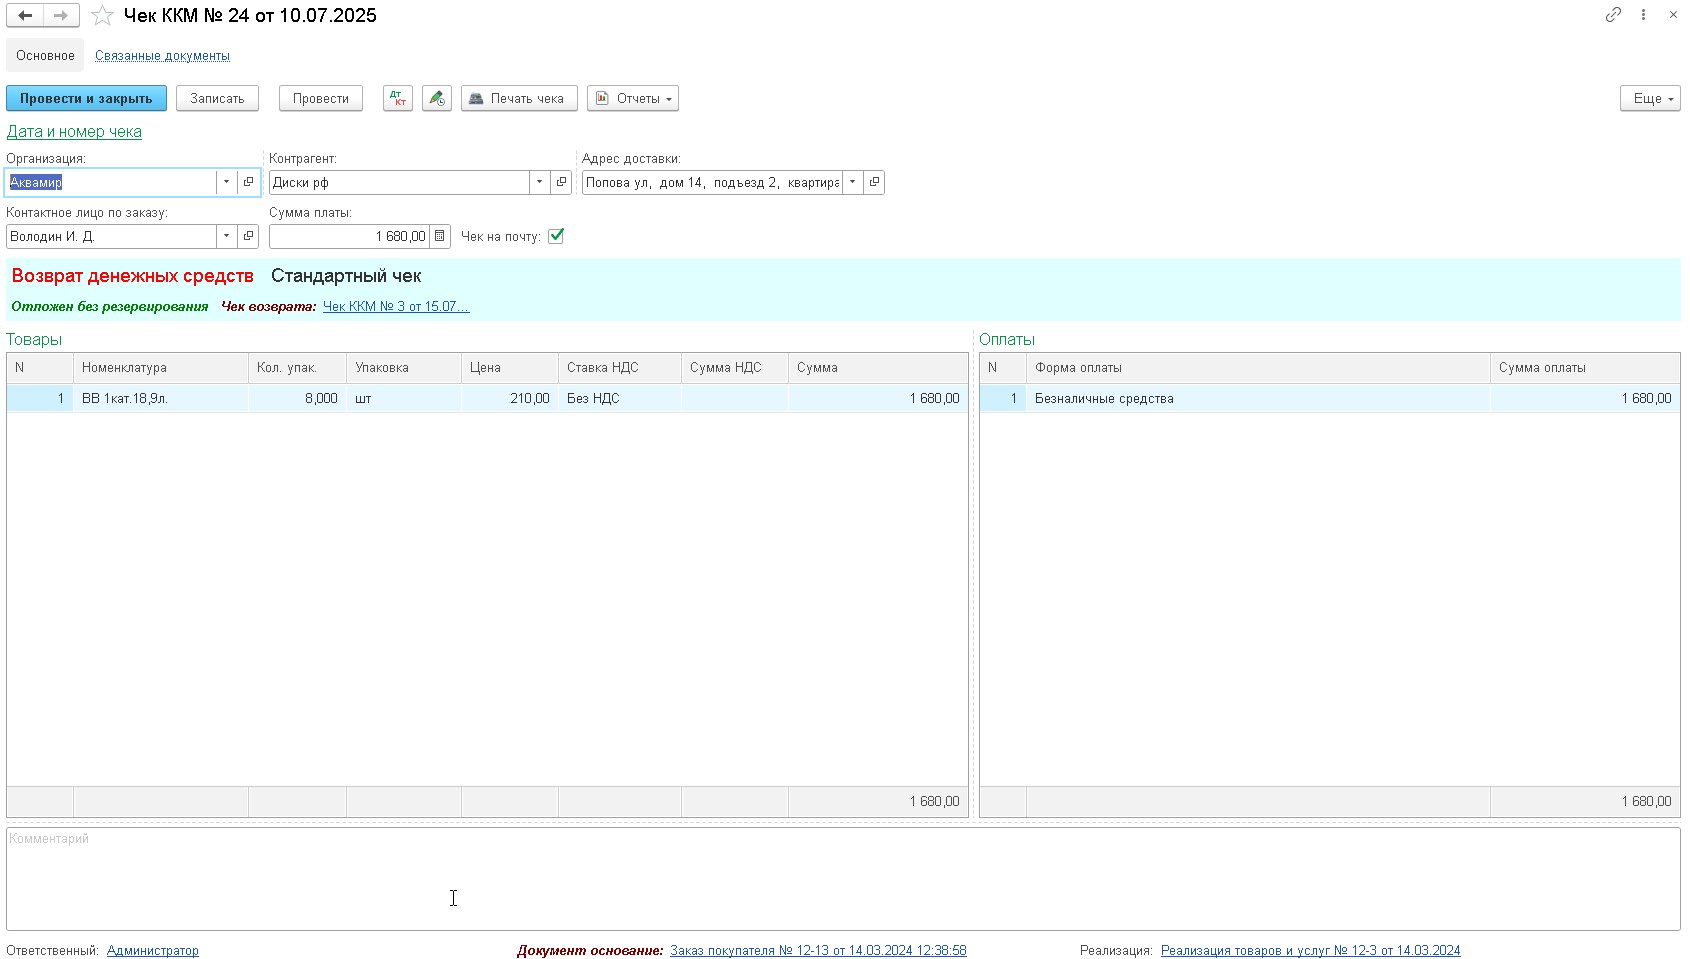 Чек ККМ № 24 от 10.07.2025
Основное Связанные документы
Провести и закрыть Записать Провести Дт Кт Печать чека Отчеты Еще
Дата и номер чека
Организация: Контрагент: Адрес доставки:
Аквамир Диски рф Попова ул, дом 14, подъезд 2, квартира
Контактное лицо по заказу: Сумма платы:
Володин И. Д. 1 680,00 Чек на почту:
Возврат денежных средств Стандартный чек
Отложен без резервирования Чек возврата: Чек ККМ № 3 от 15.07...
Товары Оплаты
N Номенклатура Кол. упак. Упаковка Цена Ставка НДС Сумма НДС Сумма N Форма оплаты Сумма оплаты
1 ВВ 1кат.18,9л. 8,000 шт 210,00 Без НДС 1 680,00 1 Безналичные средства 1 680,00
1 680,00 1 680,00
Комментарий
Ответственный: Администратор Документ основание: Заказ покупателя № 12-13 от 14.03.2024 12:38:58 Реализация: Реализация товаров и услуг № 12-3 от 14.03.2024